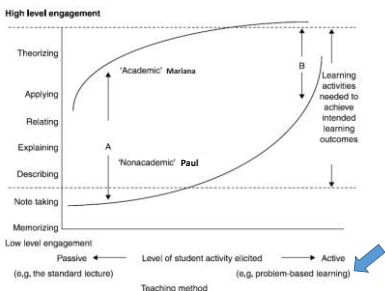 High level engagement
Theorizing
'Academic' Mariana
B
Learning
activities
needed to
achieve
intended
learning
outcomes
Applying
Relating
Explaining
A
'Nonacademic' Paul
Describing
Note taking
Memorizing
Low level engagement
Passive Level of student activity elicited Active
(e,g, the standard lecture) (e,g, problem-based learning)
Teaching method